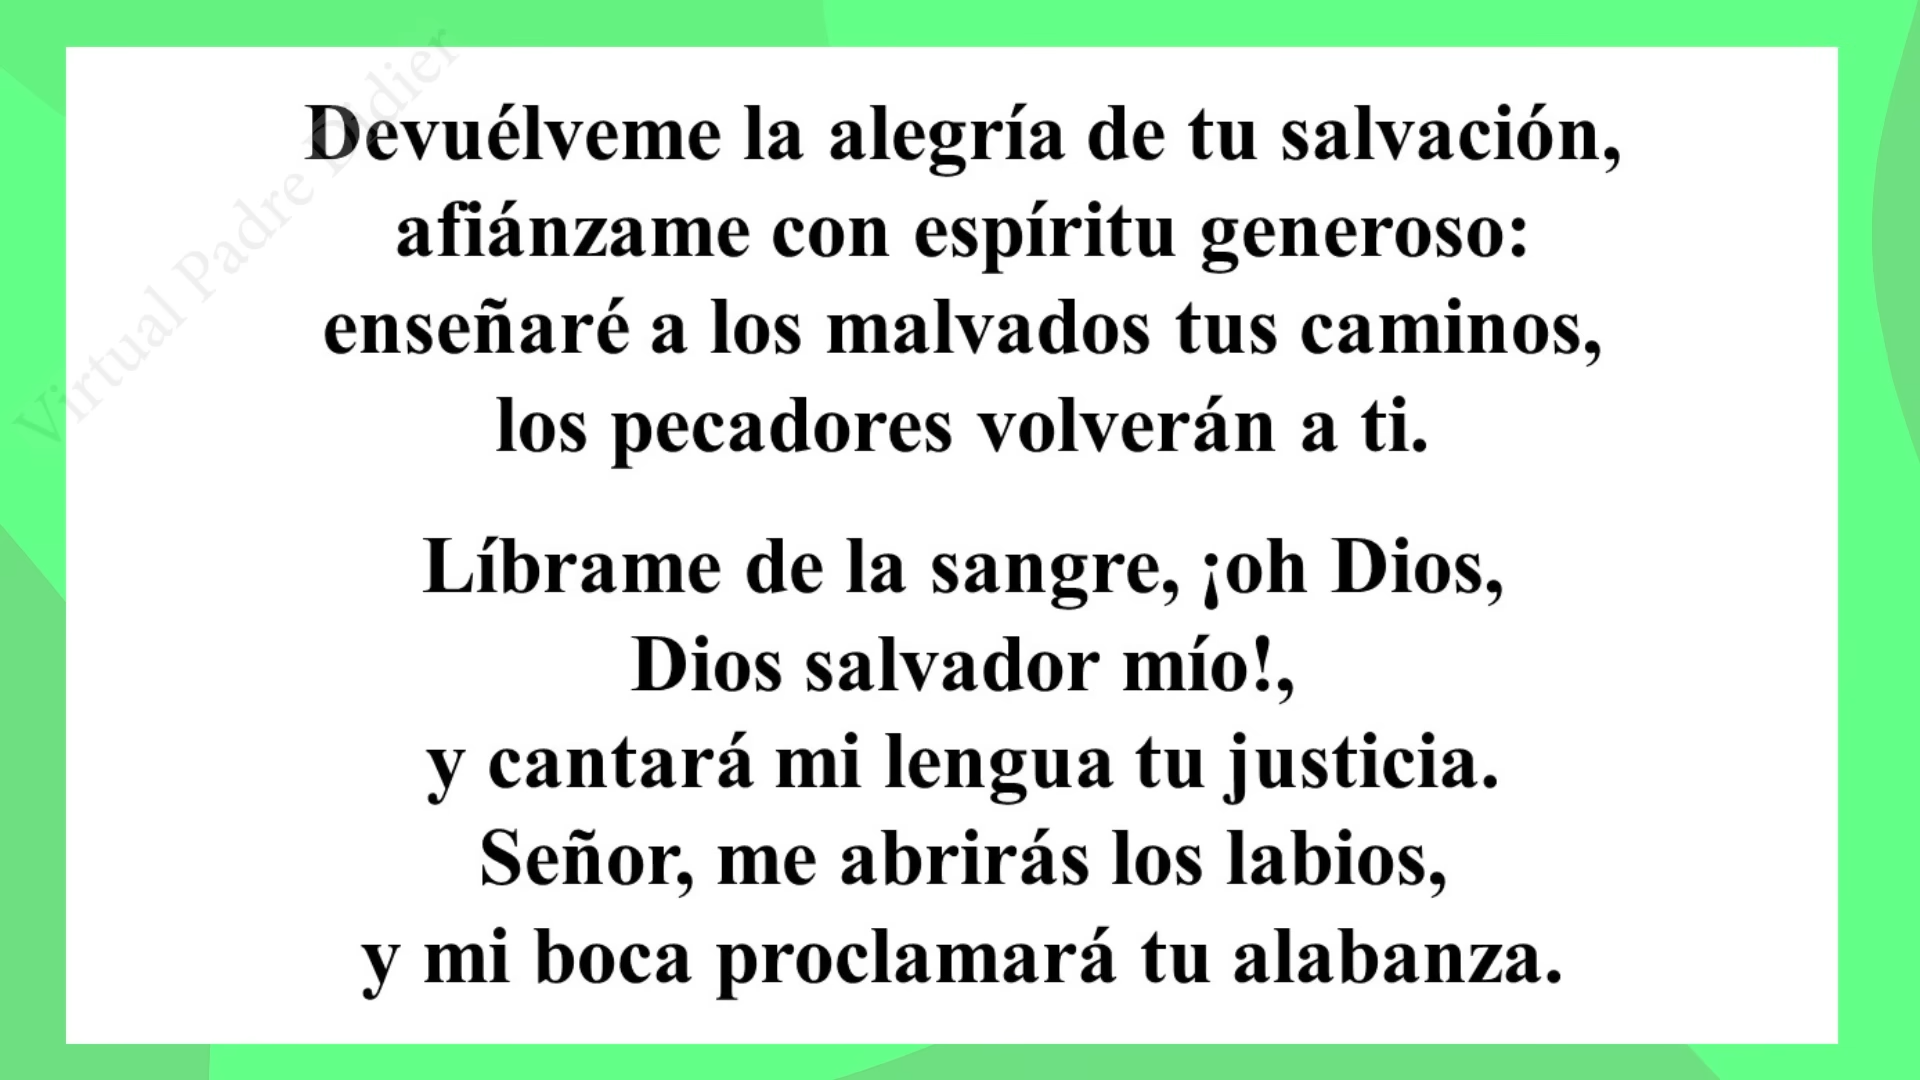 Devuélveme la alegría de tu salvación,
afiánzame con espíritu generoso:
enseñaré a los malvados tus caminos,
los pecadores volverán a ti.
Líbrame de la sangre, ¡oh Dios,
Dios salvador mío!,
y cantará mi lengua tu justicia.
Señor, me abrirás los labios,
y mi boca proclamará tu alabanza.
Virtual Padre Didier